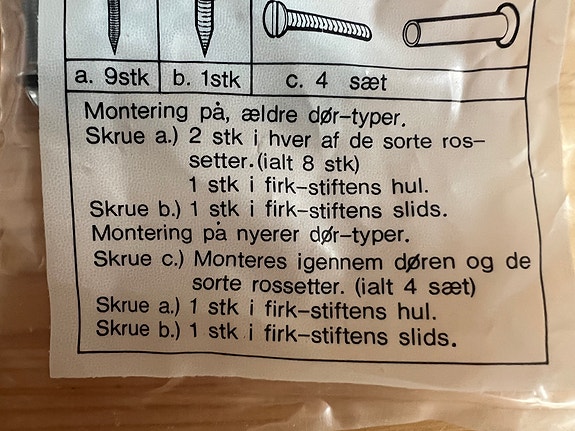 a. 9stk b. 1stk c. 4 sæt
Montering på, ældre dør-typer.
Skrue a.) 2 stk i hver af de sorte ros-
setter.(ialt 8 stk)
1 stk i firk-stiftens hul.
Skrue b.) 1 stk i firk-stiftens slids.
Montering på nyerer dør-typer.
Skrue c.) Monteres igennem døren og de
sorte rossetter. (ialt 4 sæt)
Skrue a.) 1 stk i firk-stiftens hul.
Skrue b.) 1 stk i firk-stiftens slids.